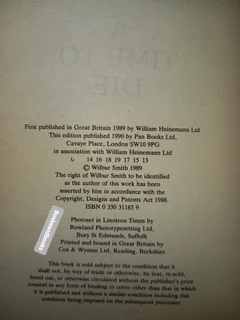 A
TIME TO
DIE
First published in Great Britain 1989 by William Heinemann Ltd
This edition published 1990 by Pan Books Ltd,
Cavaye Place, London SW10 9PG
in association with William Heinemann Ltd
14 16 18 19 17 15 13
© Wilbur Smith 1989
The right of Wilbur Smith to be identified
as the author of this work has been
asserted by him in accordance with the
Copyright, Designs and Patents Act 1988.
ISBN 0 330 31185 9
Photoset in Linotron Times by
Rowland Phototypesetting Ltd,
Bury St Edmunds, Suffolk
Printed and bound in Great Britain by
Cox & Wyman Ltd, Reading, Berkshire
This book is sold subject to the condition that it
shall not, by way of trade or otherwise, be lent, re-sold,
hired out, or otherwise circulated without the publisher's prior
consent in any form of binding or cover other than that in which
it is published and without a similar condition including this
condition being imposed on the subsequent purchaser